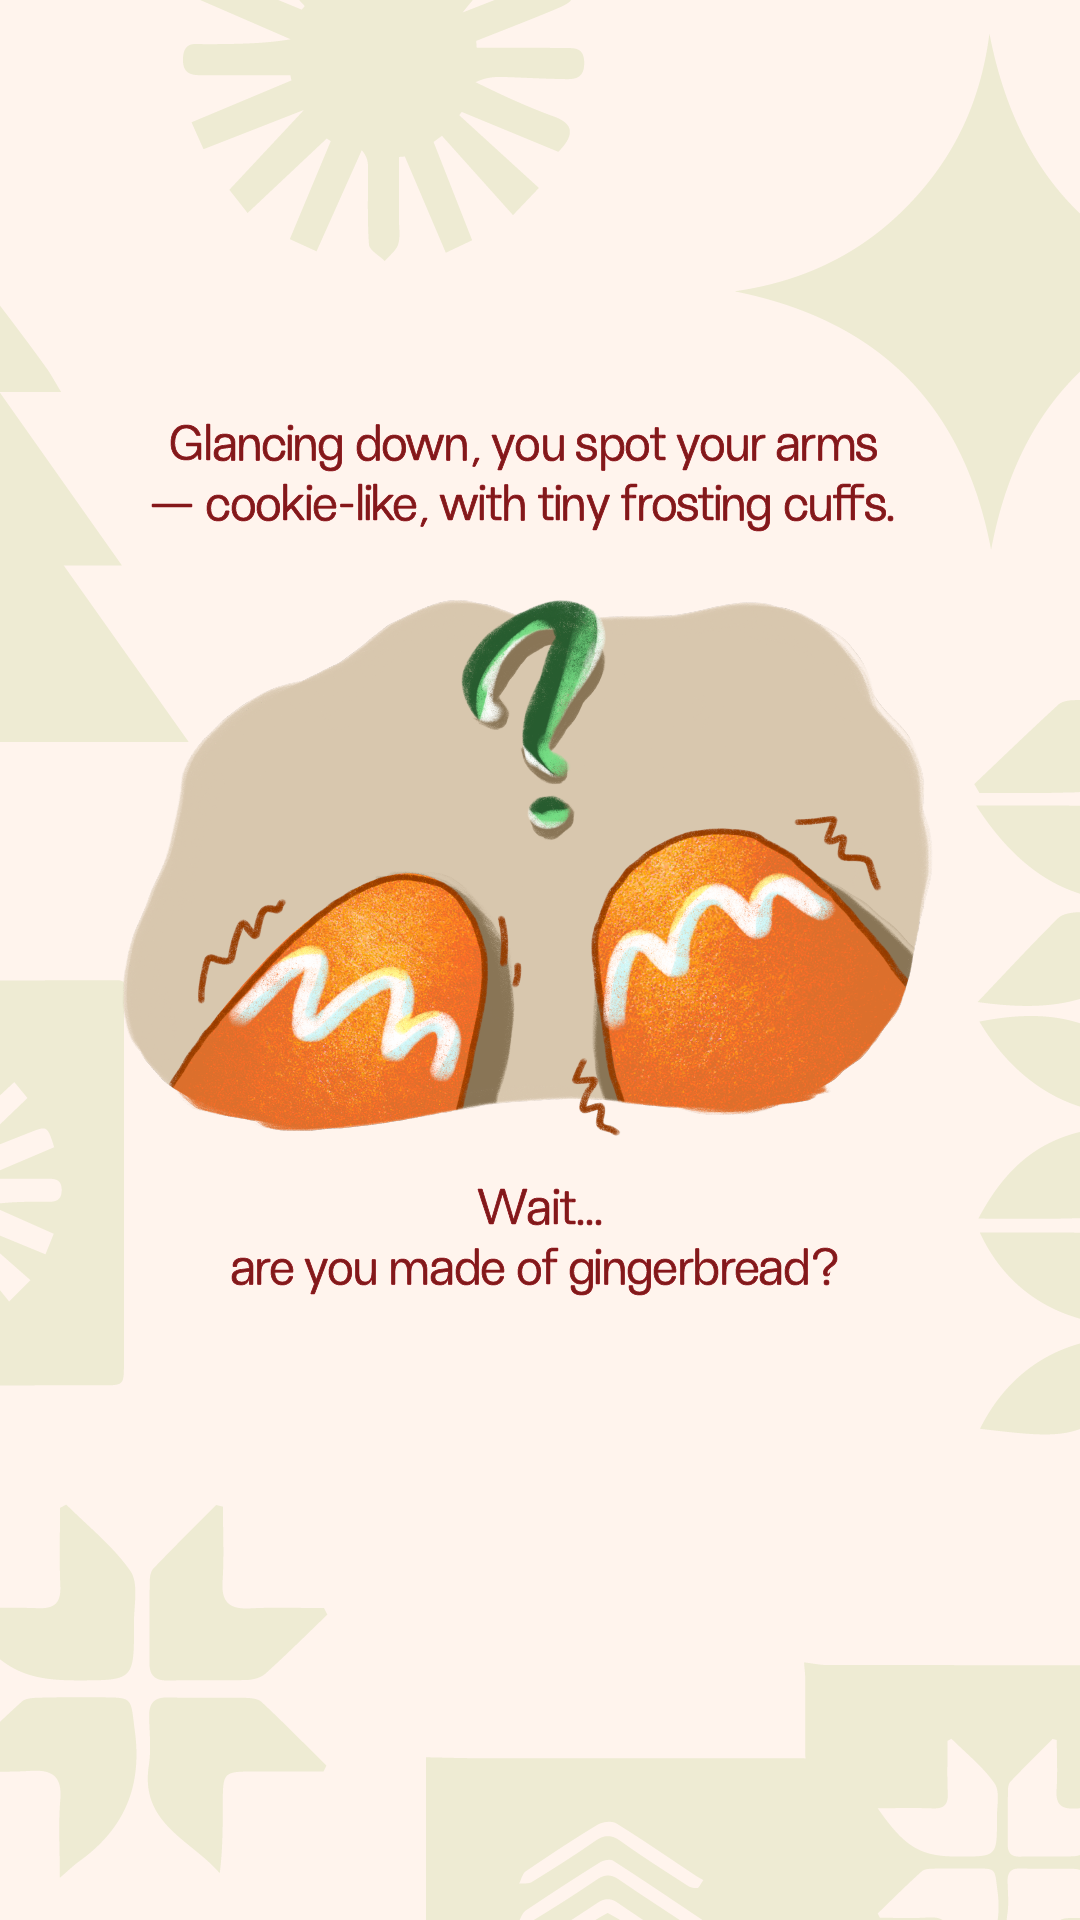 Glancing down, you spot your arms
— cookie-like, with tiny frosting cuffs.
?
Wait...
are you made of gingerbread?